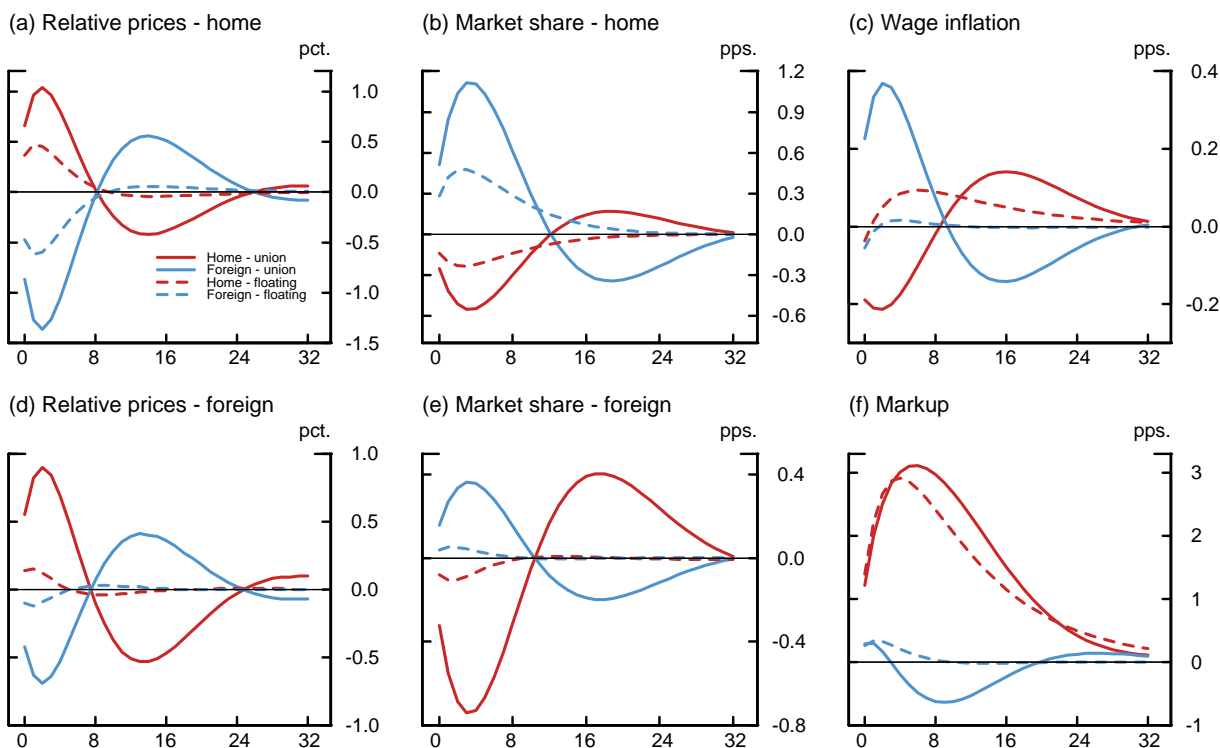 (a) Relative prices - home
pct.
1.0
0.5
0.0
-0.5
-1.0
-1.5
0 8 16 24 32
Home - union
Foreign - union
Home - floating
Foreign - floating
(b) Market share - home
pps.
1.2
0.9
0.6
0.3
0.0
-0.3
-0.6
0 8 16 24 32
(c) Wage inflation
pps.
0.4
0.2
0.0
-0.2
0 8 16 24 32
(d) Relative prices - foreign
pct.
1.0
0.5
0.0
-0.5
-1.0
0 8 16 24 32
(e) Market share - foreign
pps.
0.4
0.0
-0.4
-0.8
0 8 16 24 32
(f) Markup
pps.
3
2
1
0
-1
0 8 16 24 32